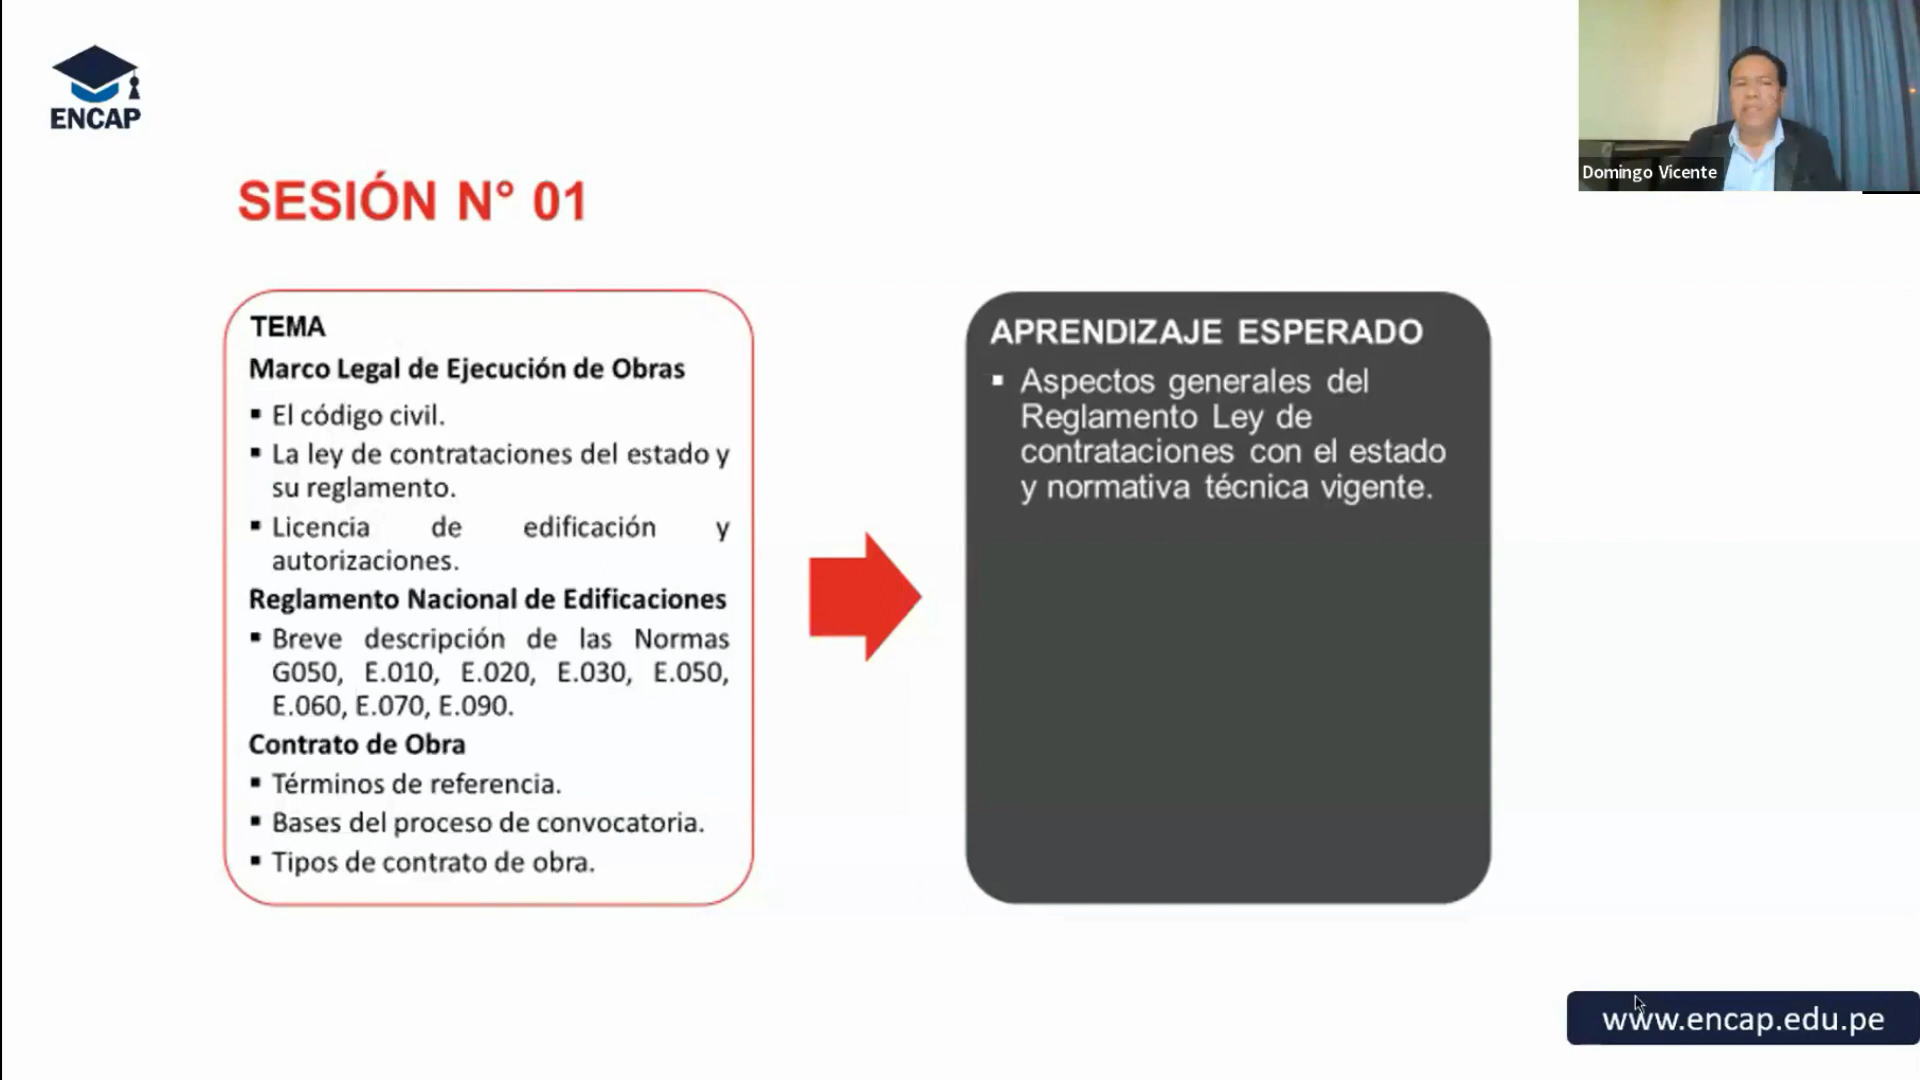 ENCAP
Domingo Vicente
SESIÓN N° 01
TEMA
Marco Legal de Ejecución de Obras
▪ El código civil.
▪ La ley de contrataciones del estado y
su reglamento.
▪ Licencia de edificación y
autorizaciones.
Reglamento Nacional de Edificaciones
▪ Breve descripción de las Normas
G050, E.010, E.020, E.030, E.050,
E.060, E.070, E.090.
Contrato de Obra
▪ Términos de referencia.
▪ Bases del proceso de convocatoria.
▪ Tipos de contrato de obra.
APRENDIZAJE ESPERADO
▪ Aspectos generales del
Reglamento Ley de
contrataciones con el estado
y normativa técnica vigente.
www.encap.edu.pe